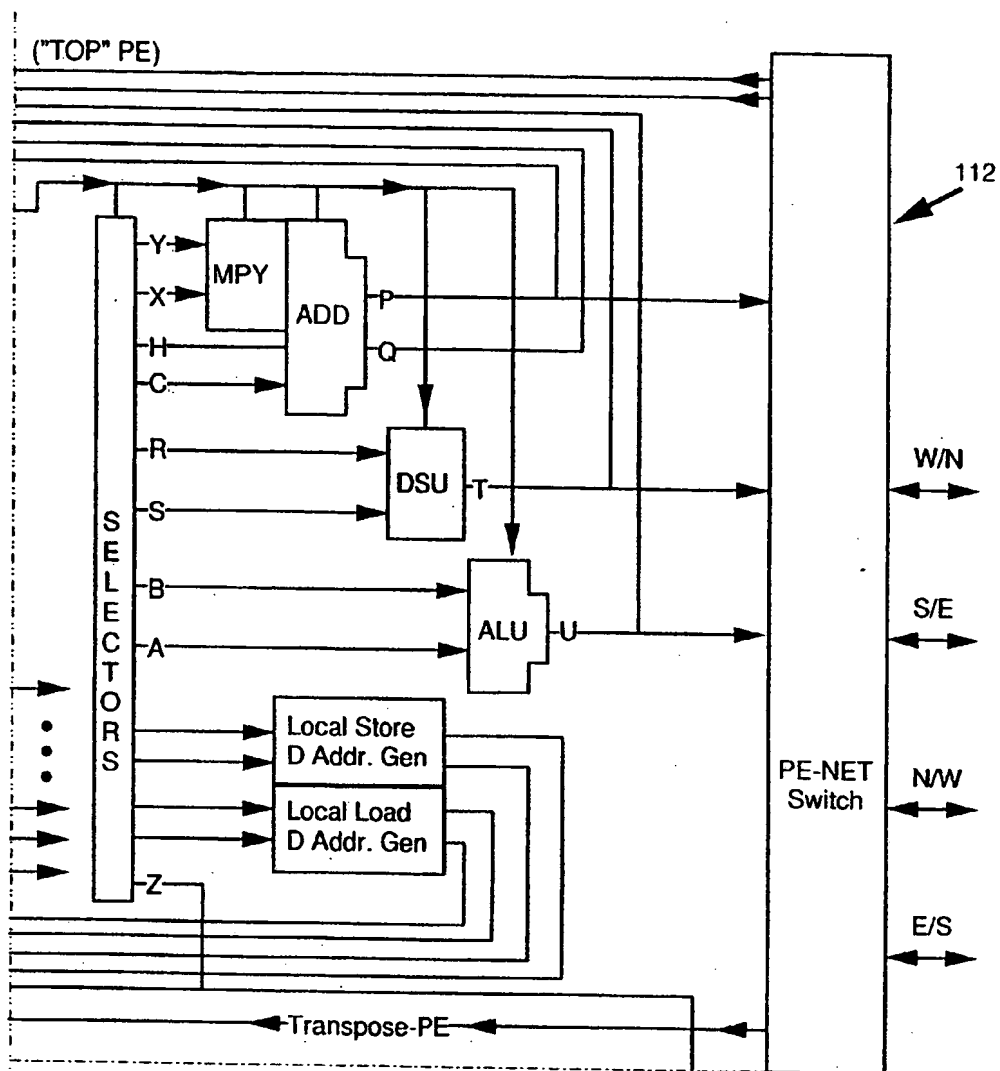 ("TOP" PE)
112
Y
MPY
X
ADD
P
H
Q
C
R
DSU
T
W/N
S
SELECTORS
B
ALU
U
S/E
A
Local Store
D Addr. Gen
PE-NET
Switch
N/W
Local Load
D Addr. Gen
Z
E/S
Transpose-PE